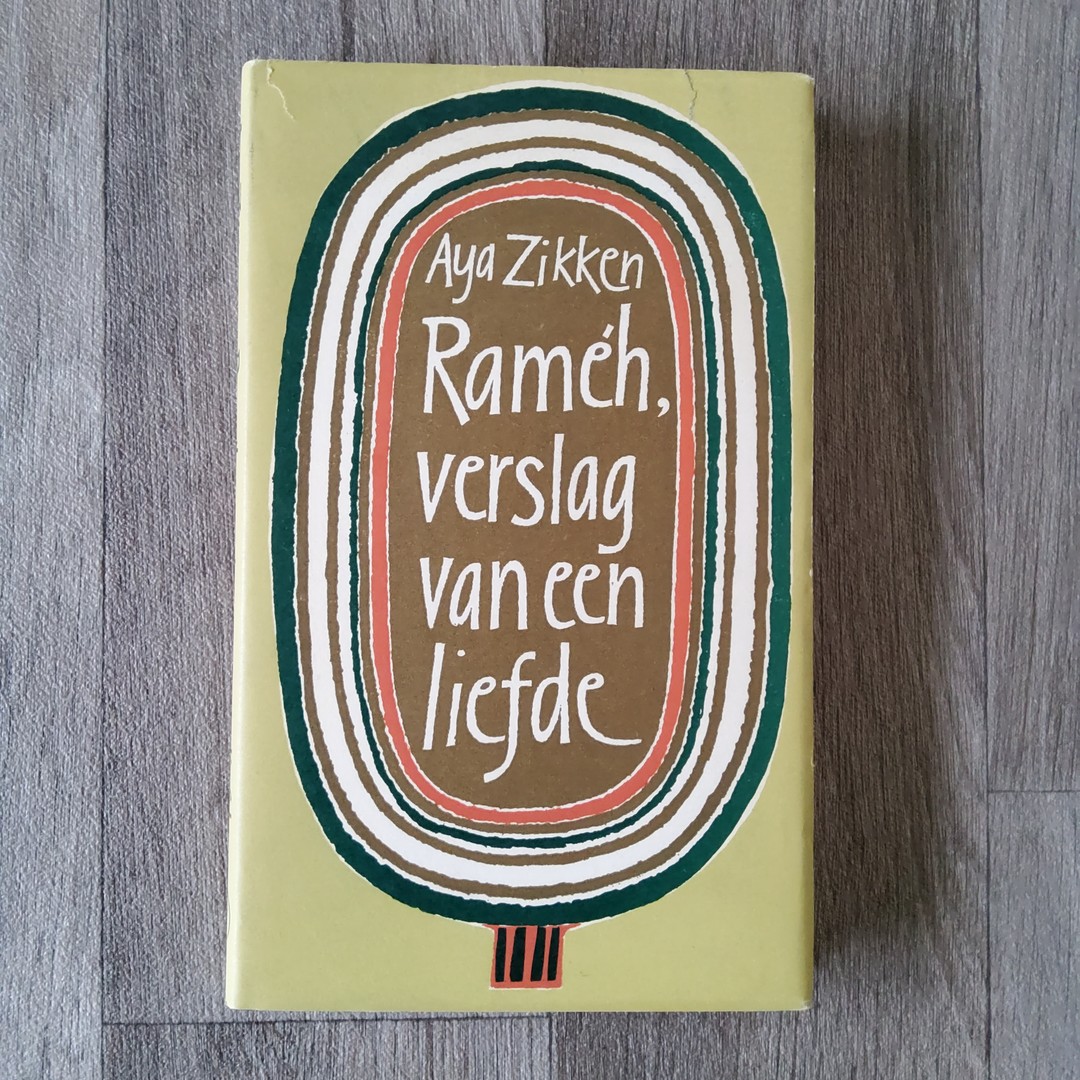 Aya Zikken
Raméh,
verslag
van een
liefde